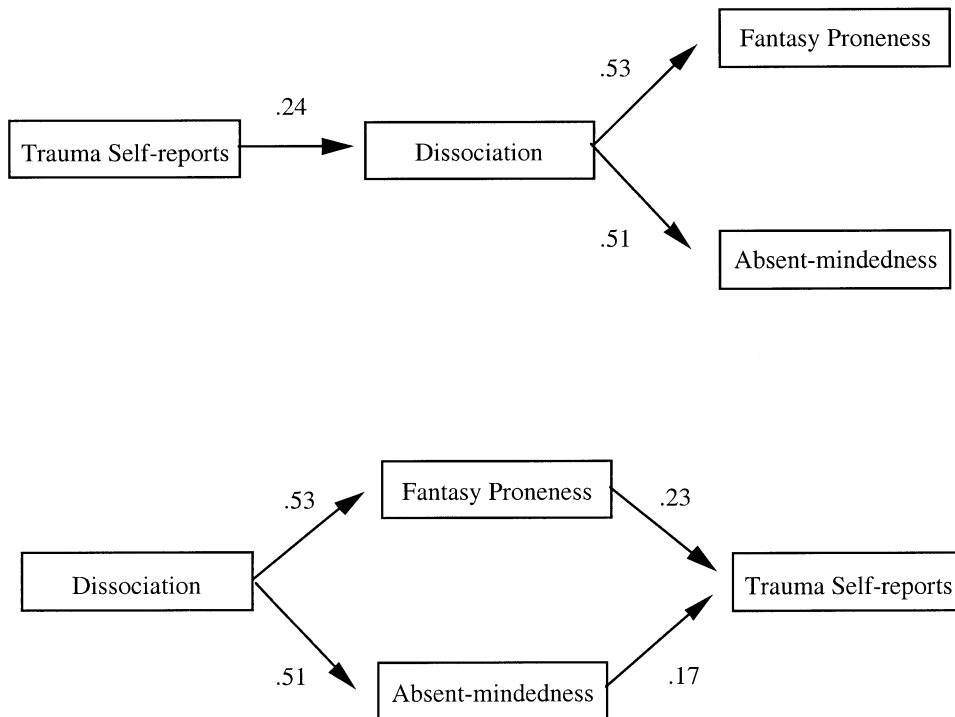 Fantasy Proneness
.53
.24
Trauma Self-reports
Dissociation
.51
Absent-mindedness
Fantasy Proneness
.53
.23
Dissociation
Trauma Self-reports
.51
Absent-mindedness
.17